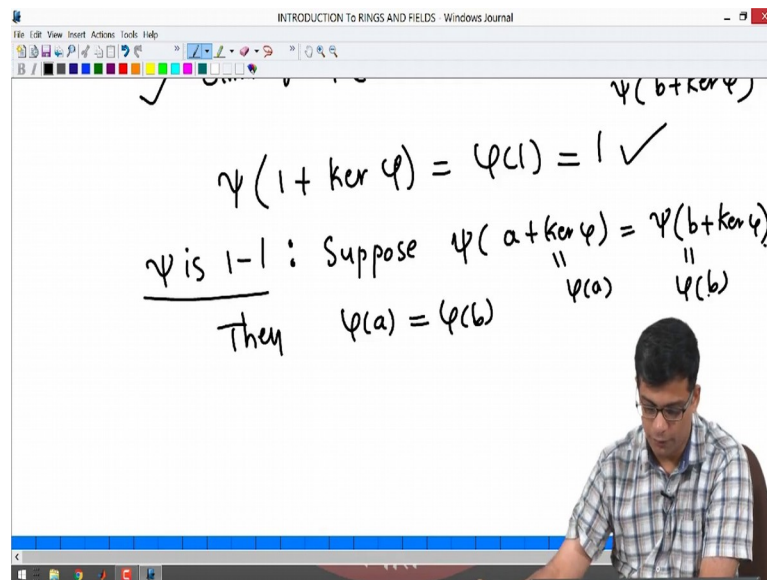 INTRODUCTION To RINGS AND FIELDS - Windows Journal
File Edit View Insert Actions Tools Help
B I
ψ(b+ker φ)
ψ(1+ ker φ) = φ(1) = 1 ✓
ψ is 1-1 : Suppose ψ(a+ker φ) = ψ(b+ker φ)
" "
φ(a) φ(b)
Then φ(a) = φ(b)